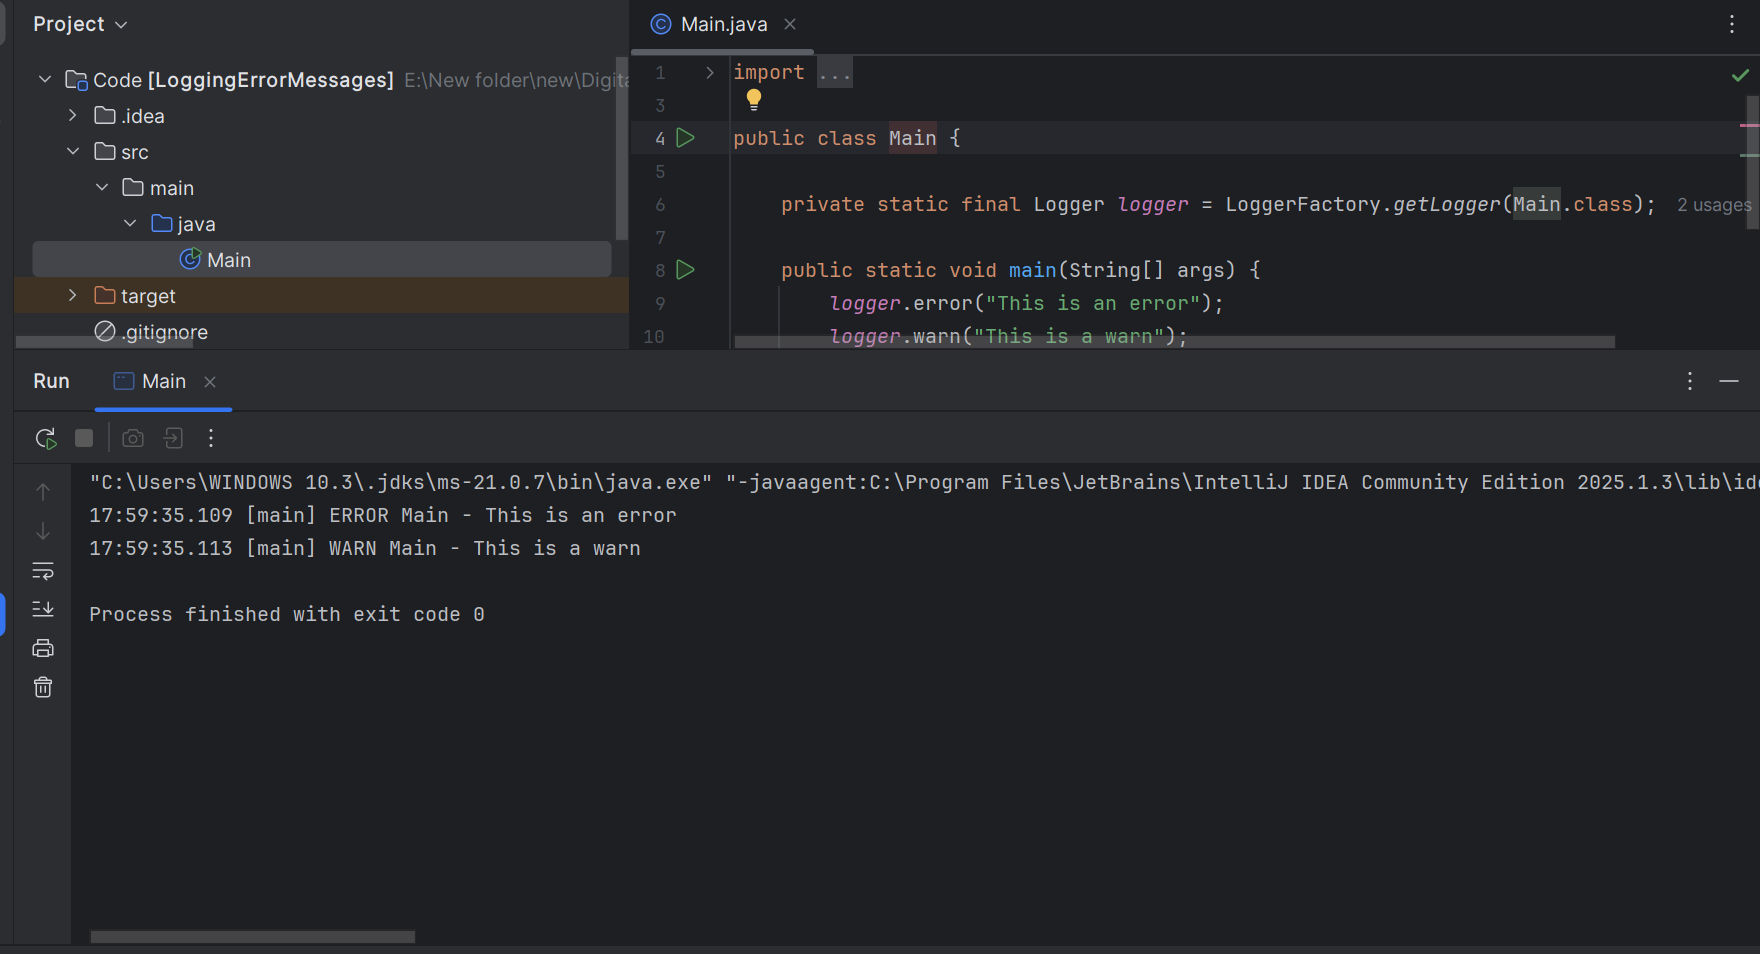 Project
Code [LoggingErrorMessages] E:\New folder\new\Digita
.idea
src
main
java
Main
target
.gitignore
Main.java
1 import ...
3
4 public class Main {
5
6 private static final Logger logger = LoggerFactory.getLogger(Main.class); 2 usages
7
8 public static void main(String[] args) {
9 logger.error("This is an error");
10 logger.warn("This is a warn");
Run Main
"C:\Users\WINDOWS 10.3\.jdks\ms-21.0.7\bin\java.exe" "-javaagent:C:\Program Files\JetBrains\IntelliJ IDEA Community Edition 2025.1.3\lib\ide
17:59:35.109 [main] ERROR Main - This is an error
17:59:35.113 [main] WARN Main - This is a warn
Process finished with exit code 0